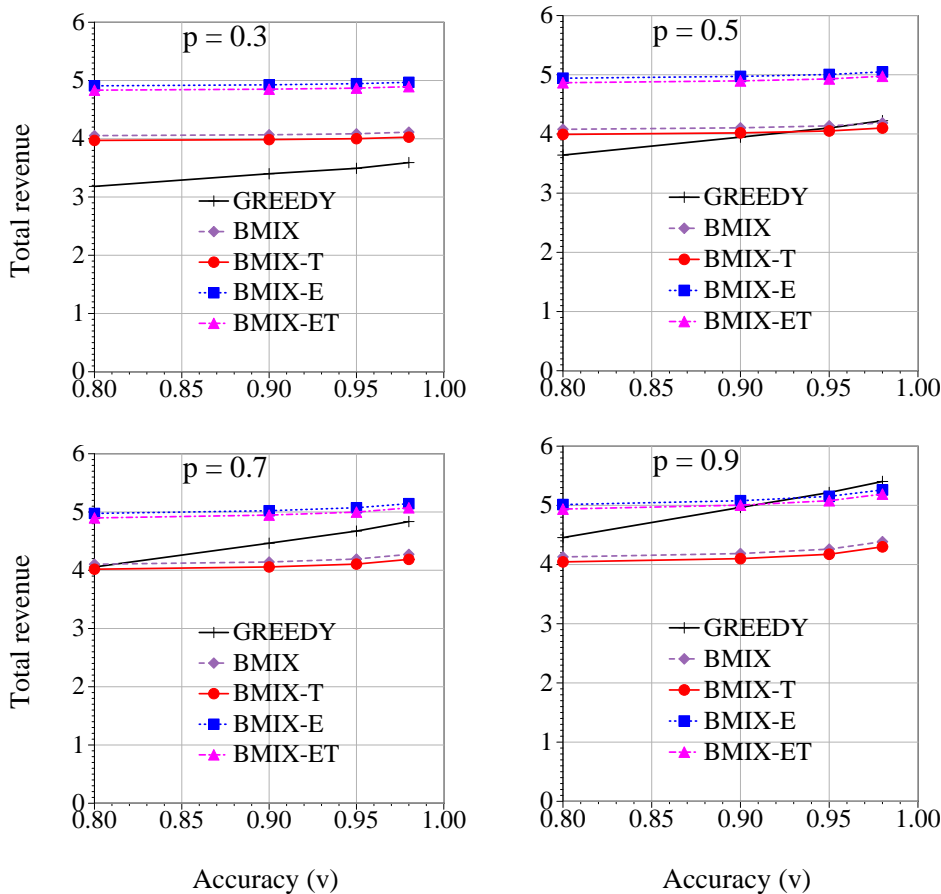 p = 0.3
Total revenue
6
5
4
3
2
1
0
GREEDY
BMIX
BMIX-T
BMIX-E
BMIX-ET
0.80 0.85 0.90 0.95 1.00
p = 0.5
6
5
4
3
2
1
0
GREEDY
BMIX
BMIX-T
BMIX-E
BMIX-ET
0.80 0.85 0.90 0.95 1.00
p = 0.7
Total revenue
6
5
4
3
2
1
0
GREEDY
BMIX
BMIX-T
BMIX-E
BMIX-ET
0.80 0.85 0.90 0.95 1.00
Accuracy (v)
p = 0.9
6
5
4
3
2
1
0
GREEDY
BMIX
BMIX-T
BMIX-E
BMIX-ET
0.80 0.85 0.90 0.95 1.00
Accuracy (v)